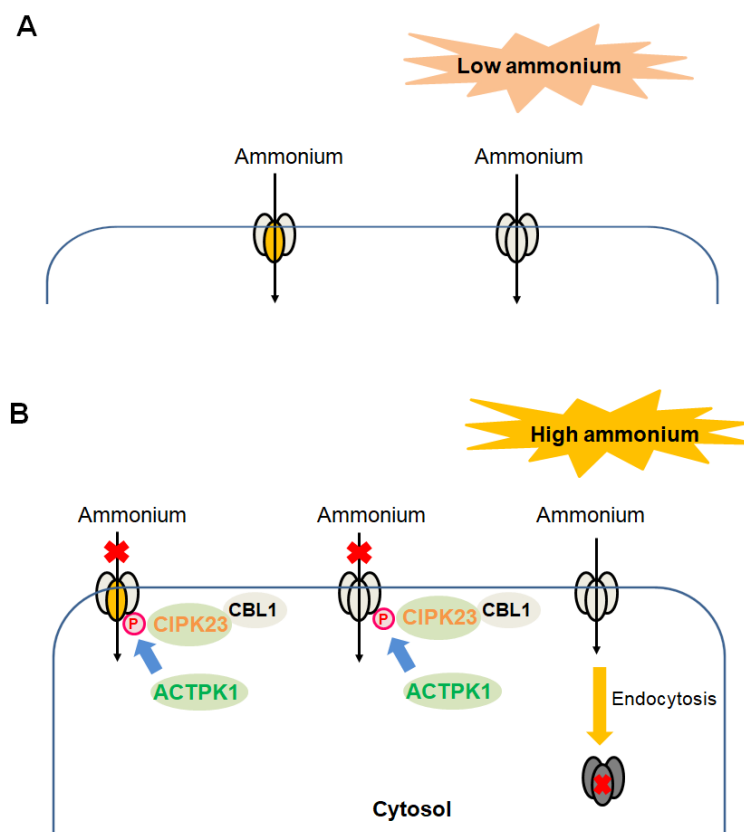 A
Low ammonium
Ammonium
Ammonium
B
High ammonium
Ammonium
Ammonium
Ammonium
P
CIPK23
CBL1
P
CIPK23
CBL1
ACTPK1
ACTPK1
Endocytosis
Cytosol